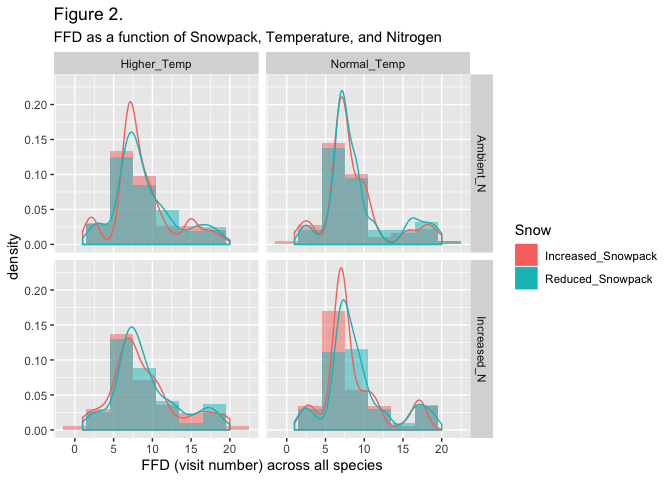 Figure 2.
FFD as a function of Snowpack, Temperature, and Nitrogen
Higher_Temp
Normal_Temp
0.20
0.15
0.10
0.05
0.00
Ambient_N
density
0.20
0.15
0.10
0.05
0.00
Increased_N
0 5 10 15 20
0 5 10 15 20
FFD (visit number) across all species
Snow
Increased_Snowpack
Reduced_Snowpack